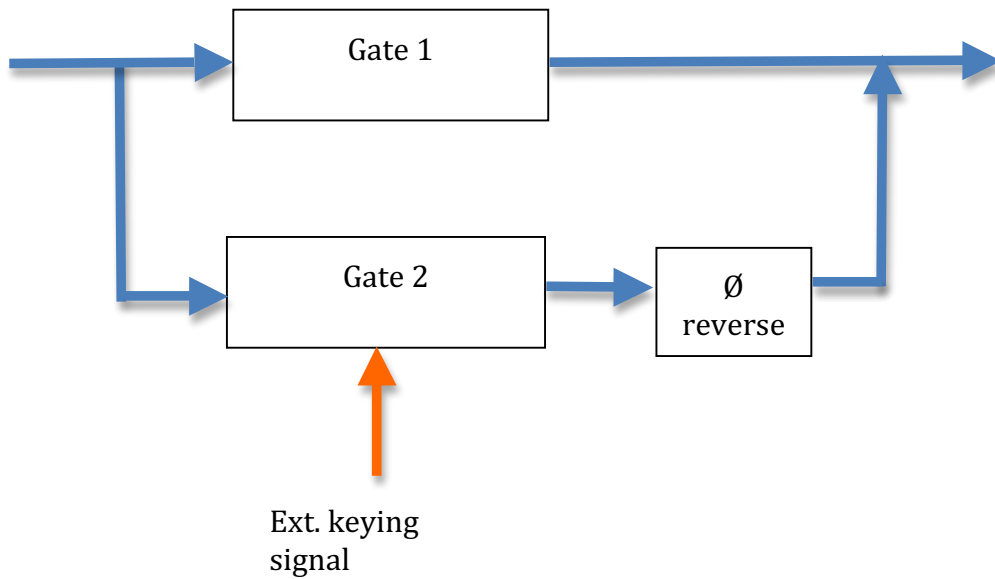 Gate 1
Gate 2
Ø
reverse
Ext. keying
signal